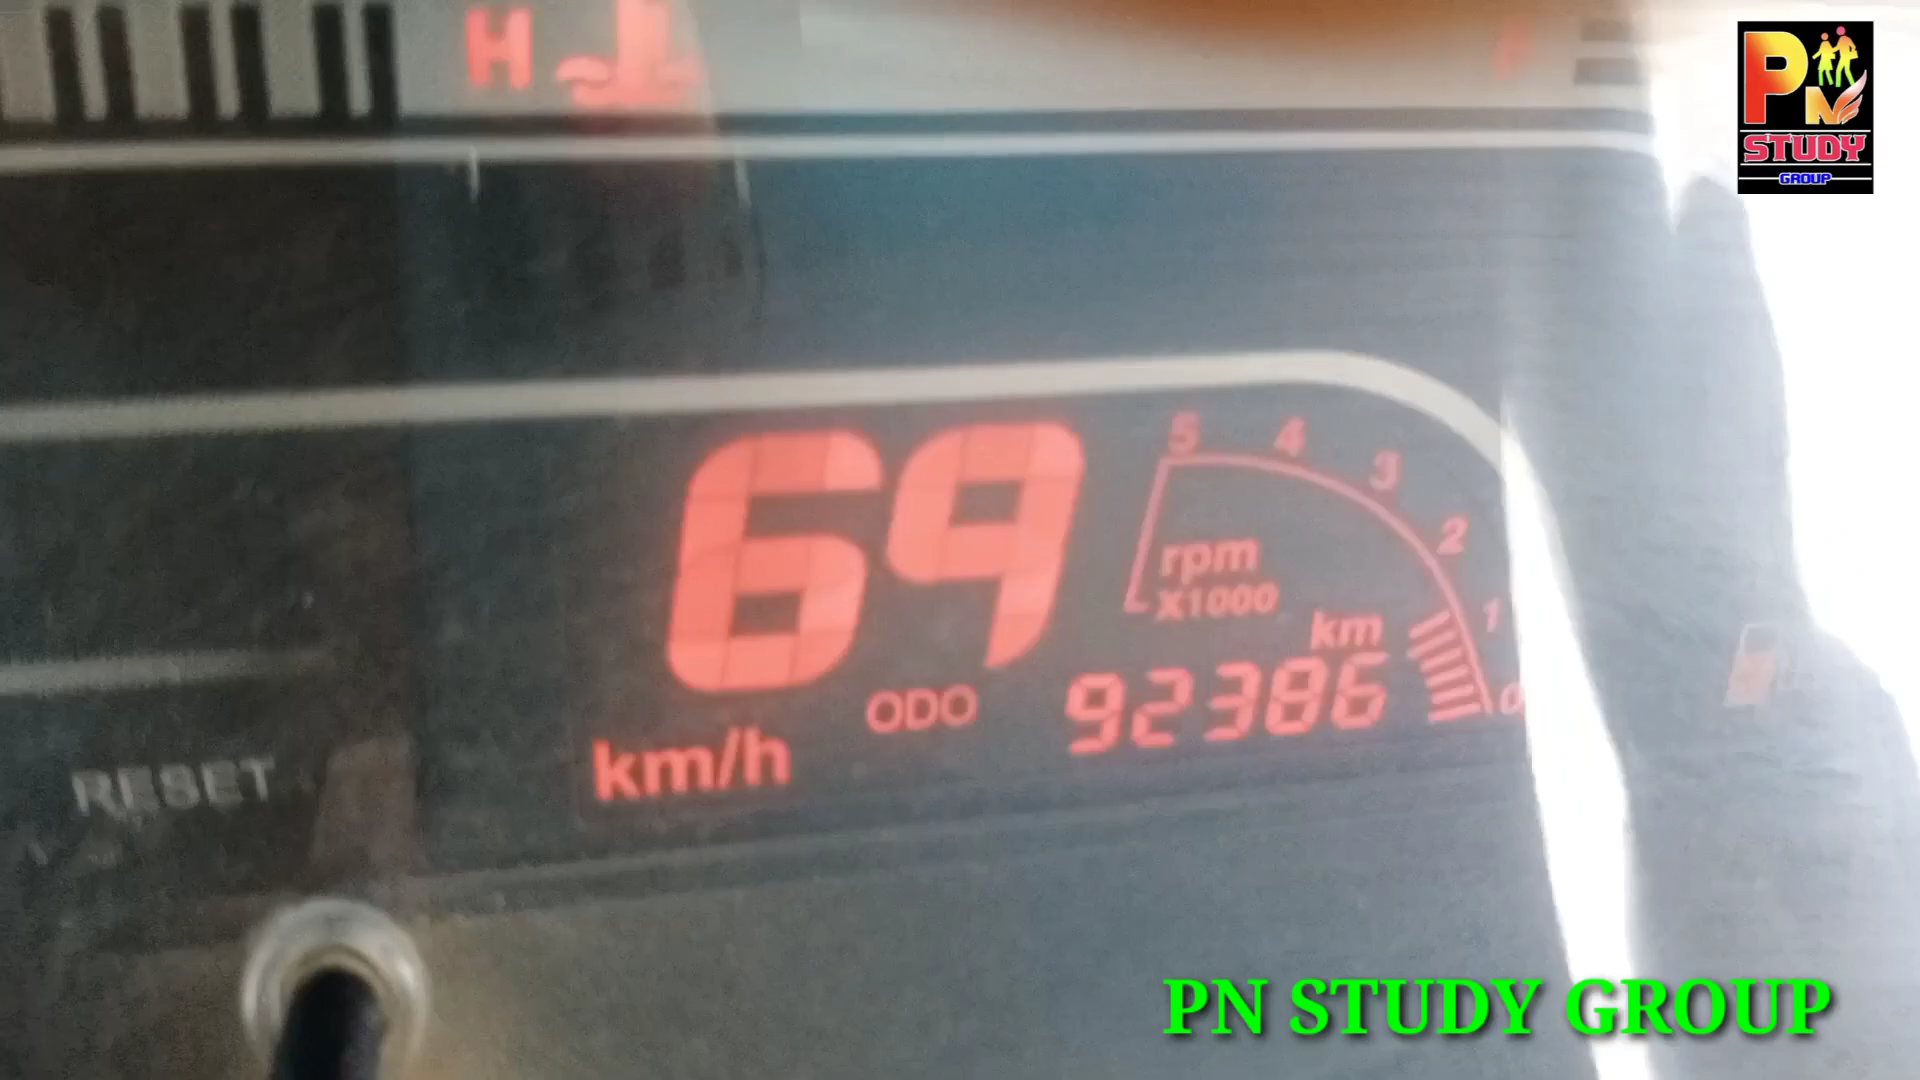 H
F
PN
STUDY
GROUP
69
km/h
ODO
5 4 3 2 1 0
rpm
X1000
km
92386
RESET
PN STUDY GROUP